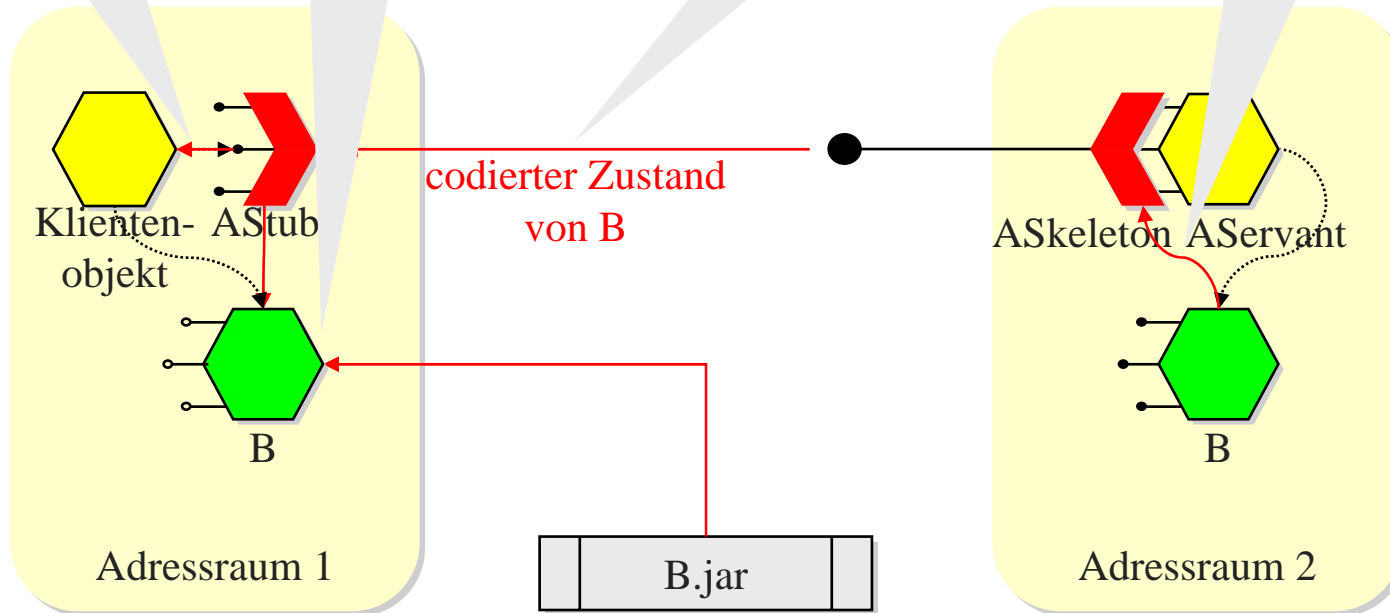 codierter Zustand
von B
Klienten-
objekt
AStub
ASkeleton
AServant
B
B
Adressraum 1
B.jar
Adressraum 2